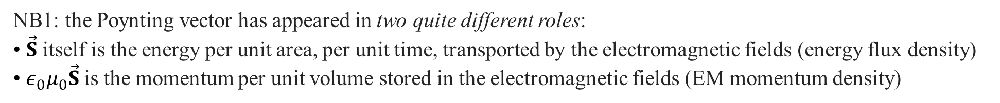 NB1: the Poynting vector has appeared in two quite different roles:
• $\vec{\mathbf{S}}$ itself is the energy per unit area, per unit time, transported by the electromagnetic fields (energy flux density)
• $\epsilon_0\mu_0\vec{\mathbf{S}}$ is the momentum per unit volume stored in the electromagnetic fields (EM momentum density)